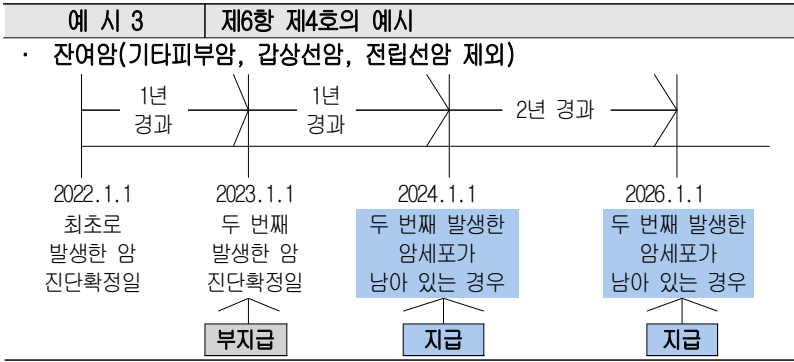 예 시 3 제6항 제4호의 예시
· 잔여암(기타피부암, 갑상선암, 전립선암 제외)
1년 경과
1년 경과
2년 경과
2022.1.1
최초로
발생한 암
진단확정일
2023.1.1
두 번째
발생한 암
진단확정일
부지급
2024.1.1
두 번째 발생한
암세포가
남아 있는 경우
지급
2026.1.1
두 번째 발생한
암세포가
남아 있는 경우
지급